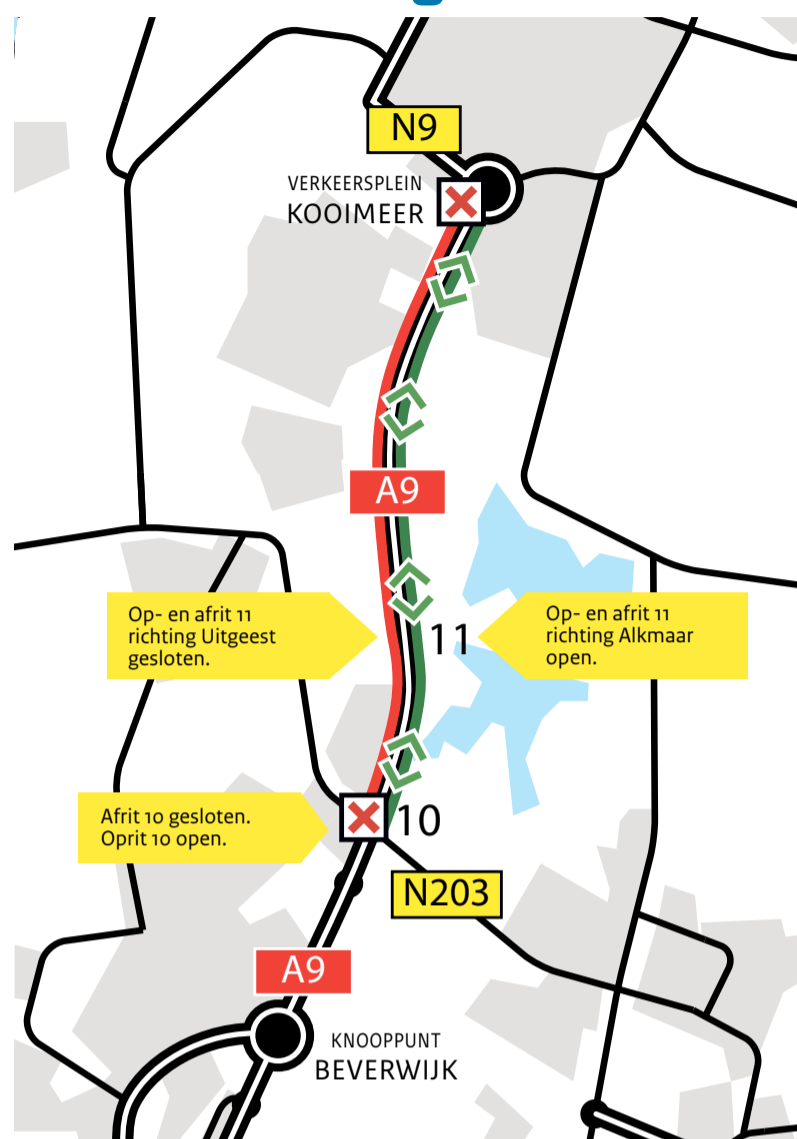 N9
VERKEERSPLEIN
KOOIMEER
A9
Op- en afrit 11
richting Uitgeest
gesloten.
11
Op- en afrit 11
richting Alkmaar
open.
Afrit 10 gesloten.
Oprit 10 open.
10
N203
A9
KNOOPPUNT
BEVERWIJK